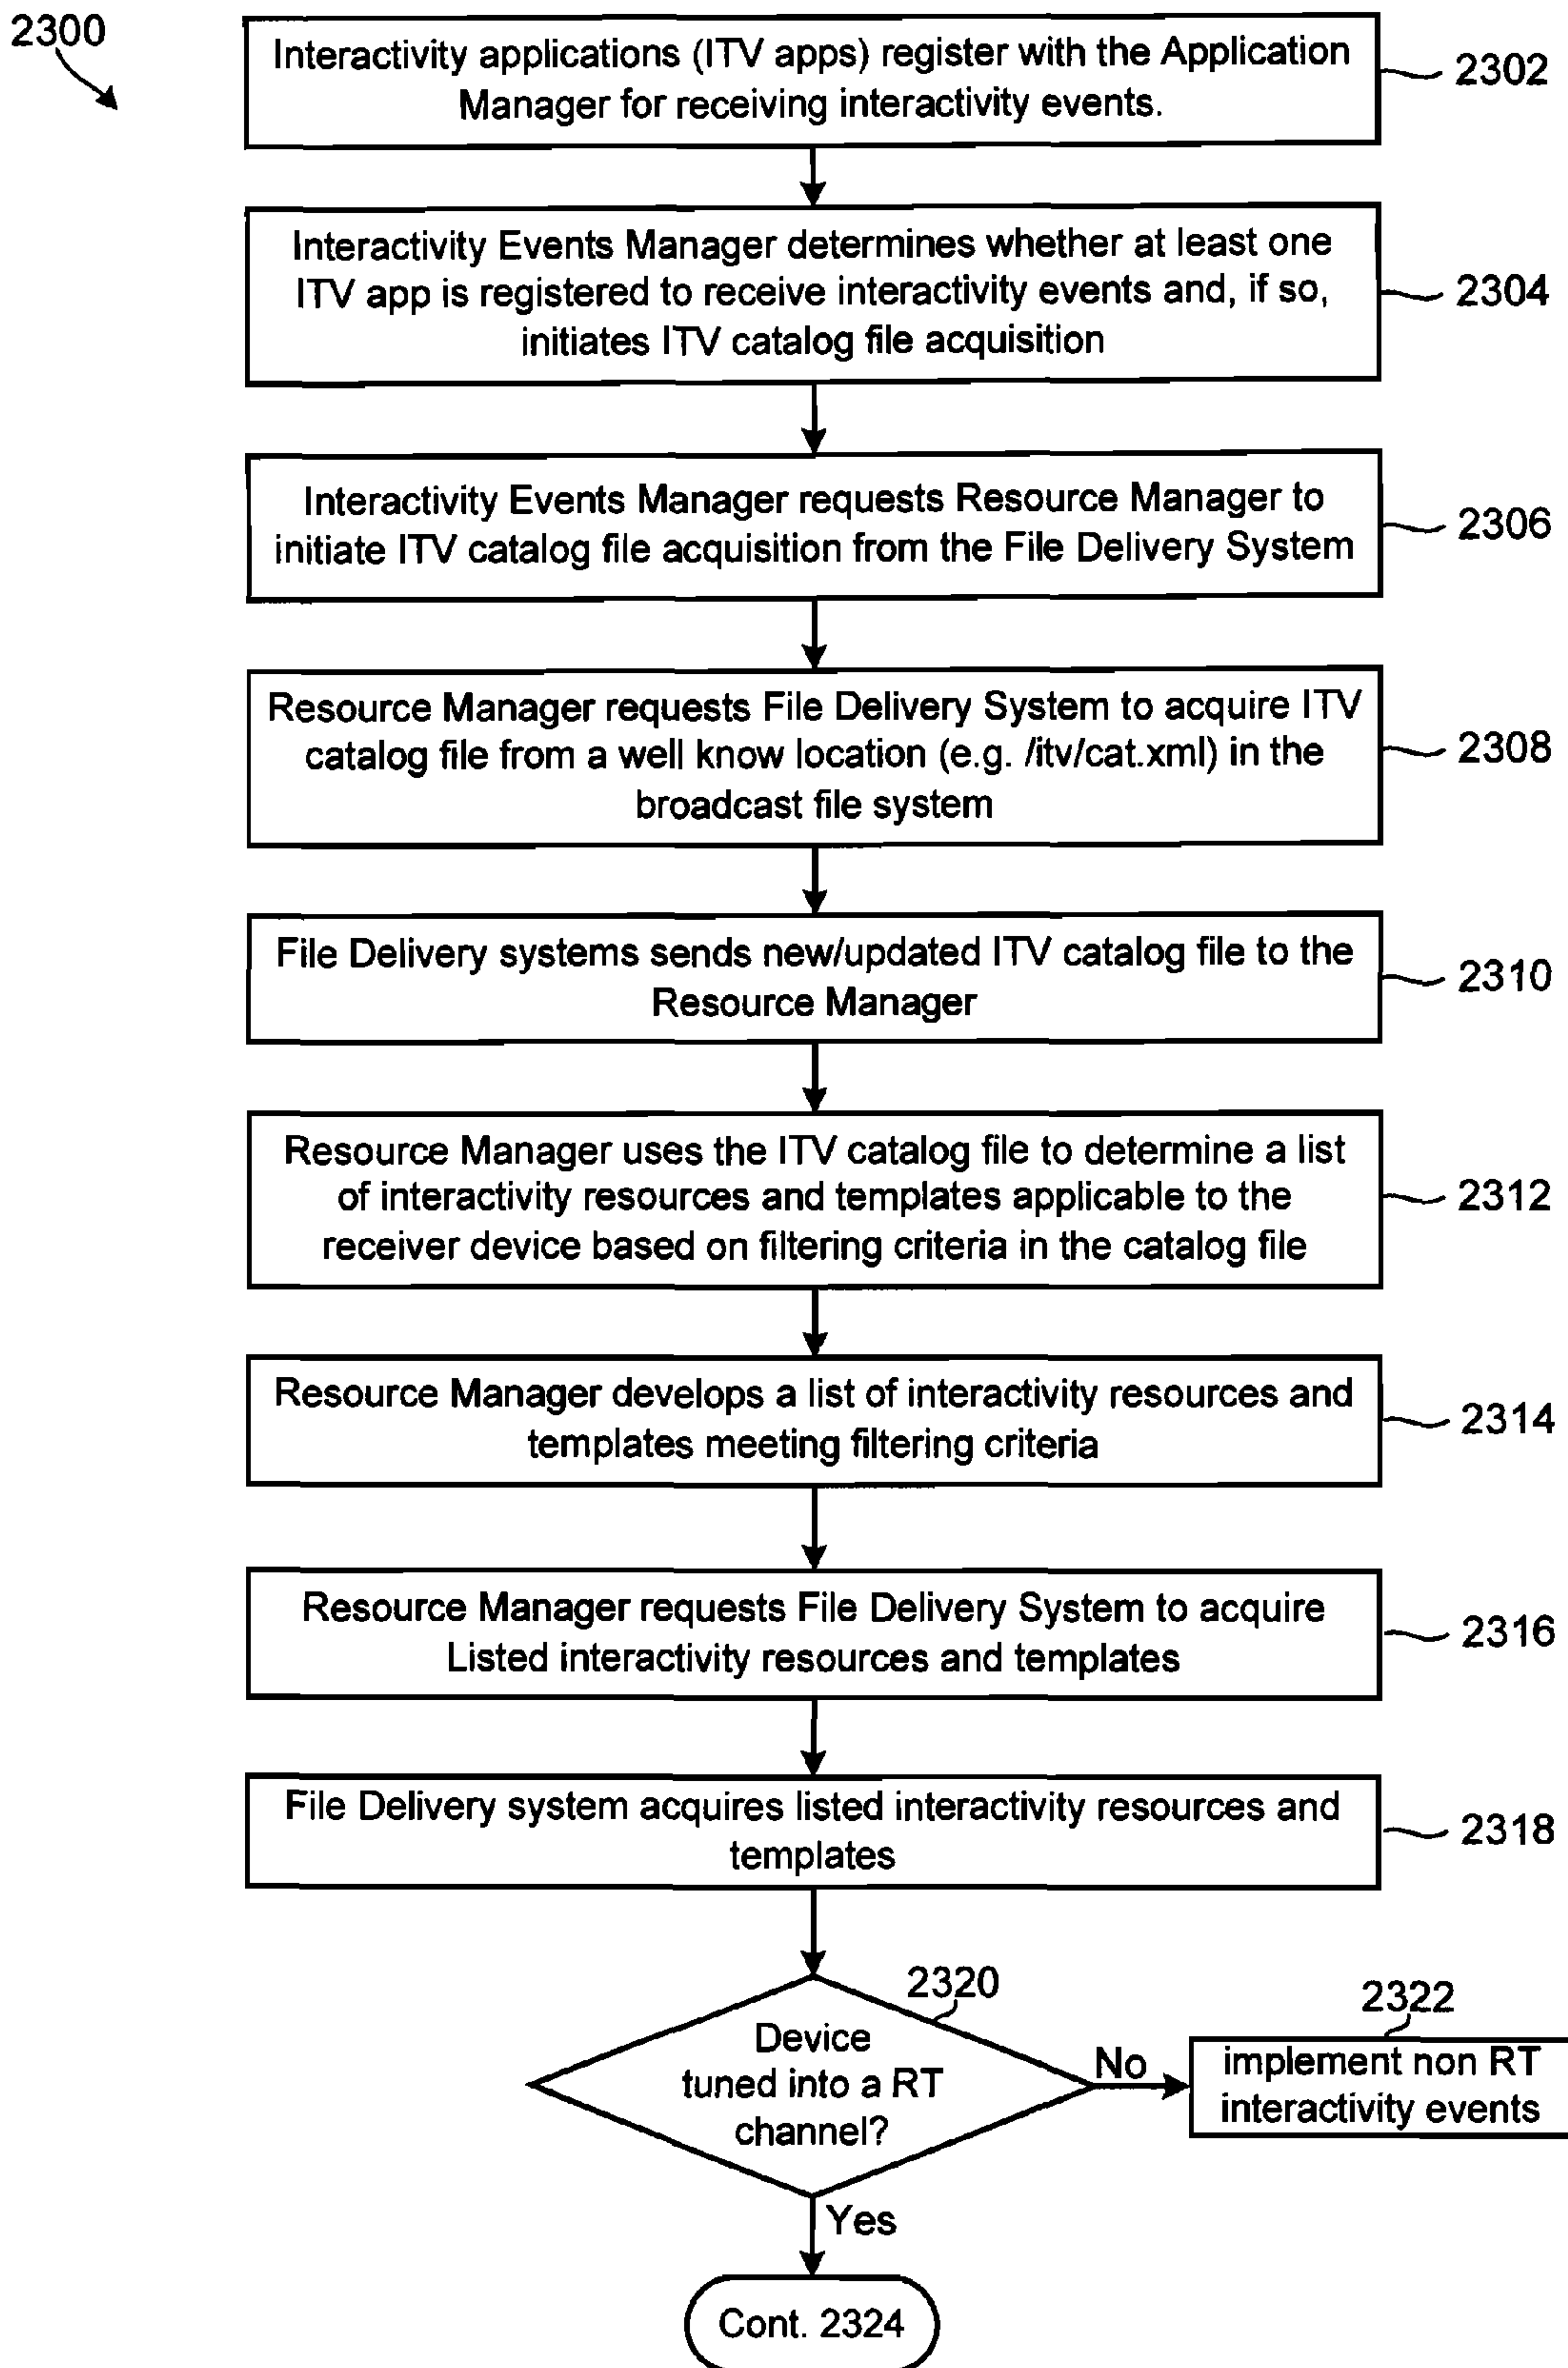 2300
Interactivity applications (ITV apps) register with the Application
Manager for receiving interactivity events.
2302
Interactivity Events Manager determines whether at least one
ITV app is registered to receive interactivity events and, if so,
initiates ITV catalog file acquisition
2304
Interactivity Events Manager requests Resource Manager to
initiate ITV catalog file acquisition from the File Delivery System
2306
Resource Manager requests File Delivery System to acquire ITV
catalog file from a well know location (e.g. /itv/cat.xml) in the
broadcast file system
2308
File Delivery systems sends new/updated ITV catalog file to the
Resource Manager
2310
Resource Manager uses the ITV catalog file to determine a list
of interactivity resources and templates applicable to the
receiver device based on filtering criteria in the catalog file
2312
Resource Manager develops a list of interactivity resources and
templates meeting filtering criteria
2314
Resource Manager requests File Delivery System to acquire
Listed interactivity resources and templates
2316
File Delivery system acquires listed interactivity resources and
templates
2318
2320
Device
tuned into a RT
channel?
No
2322
implement non RT
interactivity events
Yes
Cont. 2324